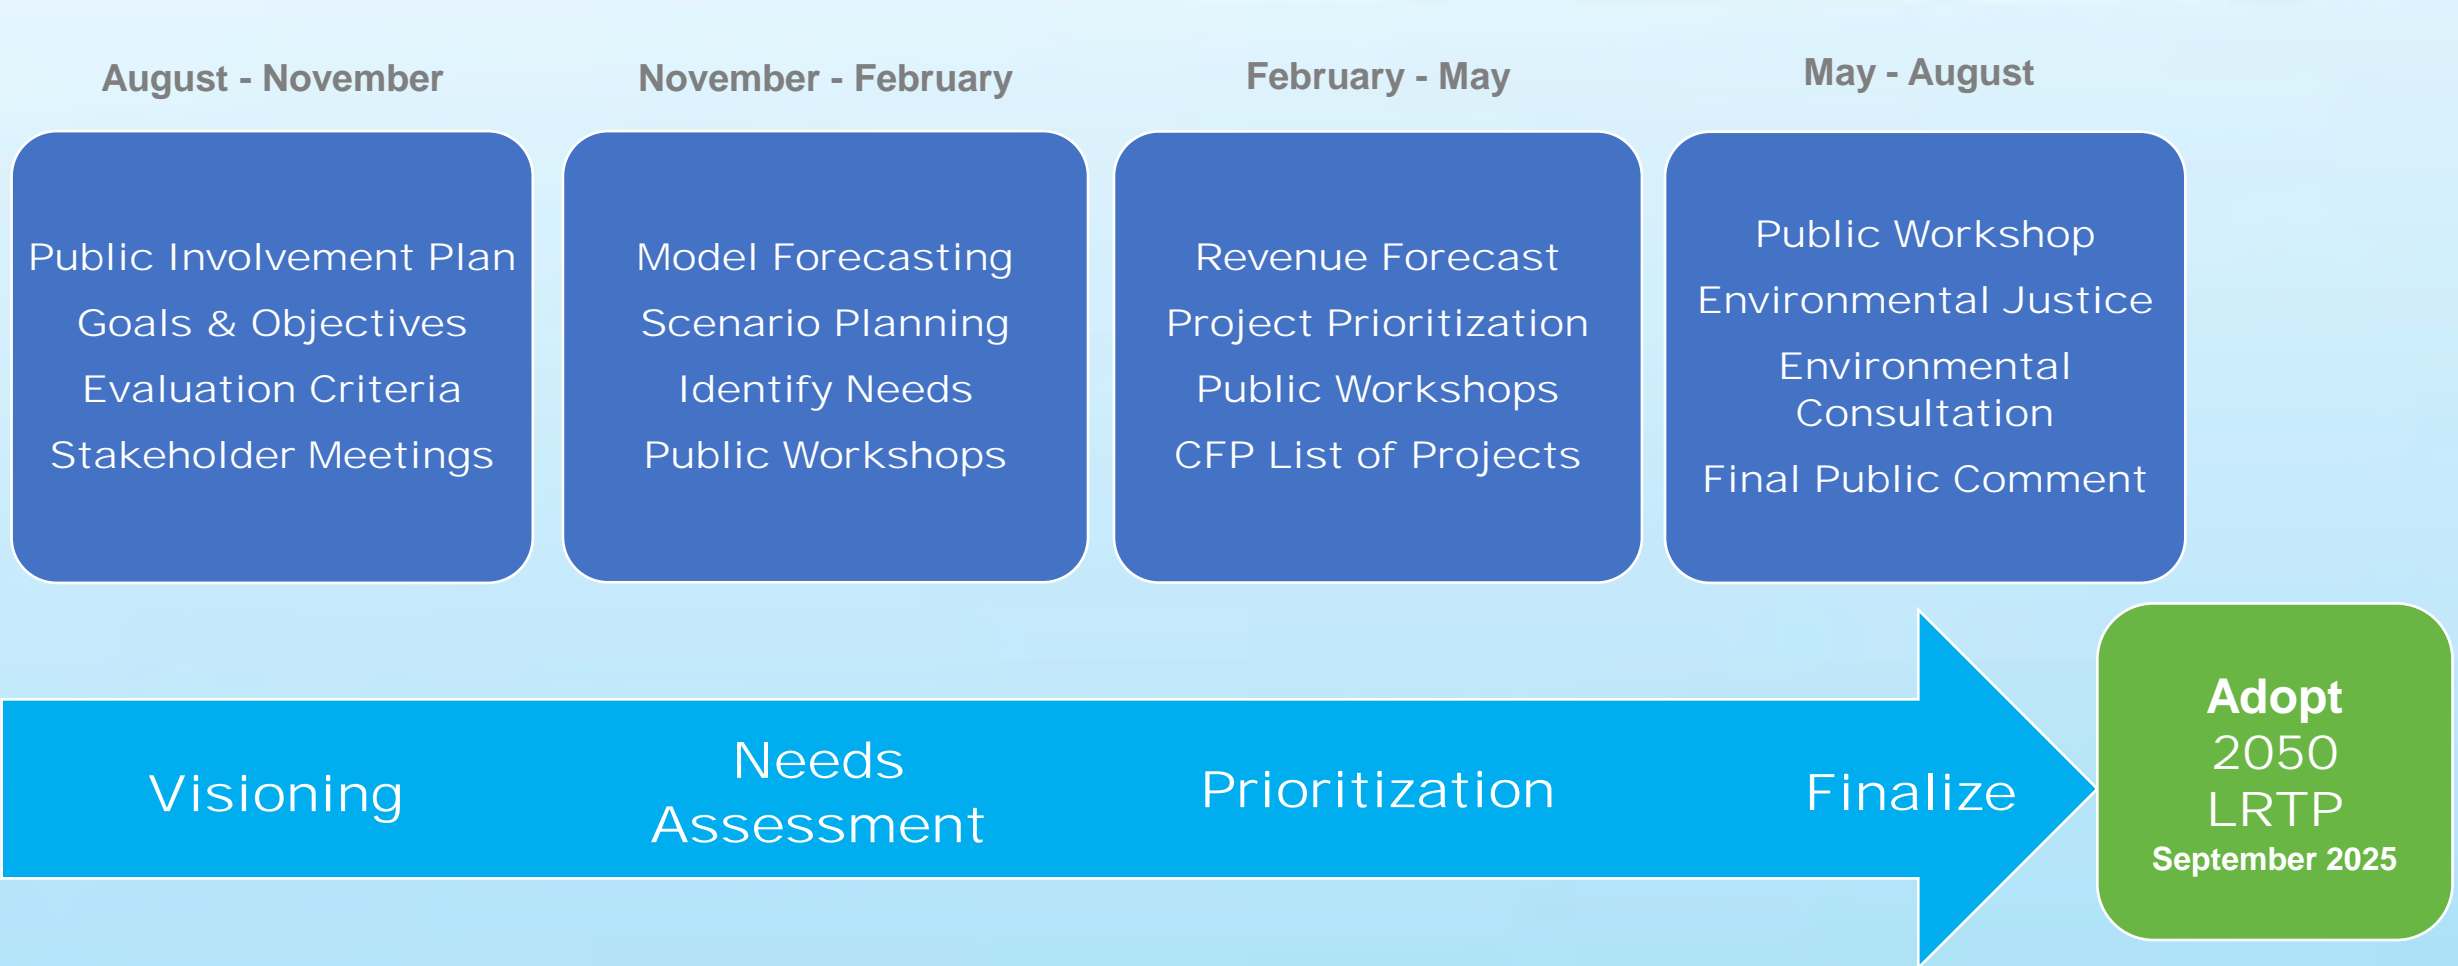 August - November
Public Involvement Plan
Goals & Objectives
Evaluation Criteria
Stakeholder Meetings
November - February
Model Forecasting
Scenario Planning
Identify Needs
Public Workshops
February - May
Revenue Forecast
Project Prioritization
Public Workshops
CFP List of Projects
May - August
Public Workshop
Environmental Justice
Environmental
Consultation
Final Public Comment
Visioning
Needs
Assessment
Prioritization
Finalize
Adopt
2050
LRTP
September 2025